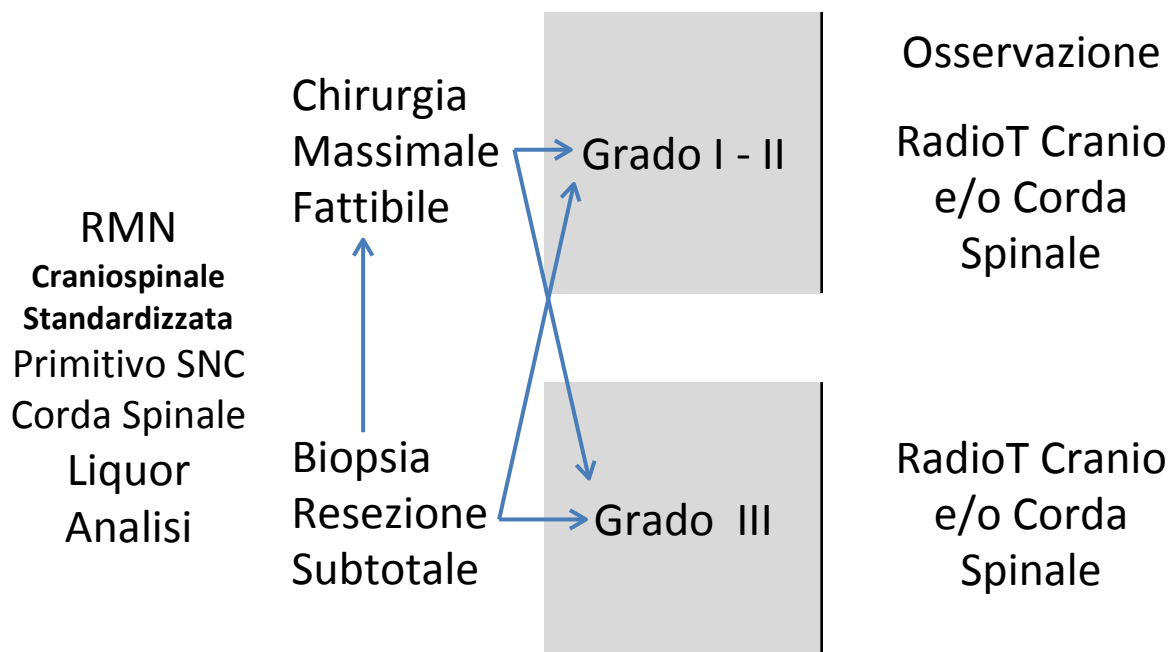 RMN
Craniospinale
Standardizzata
Primitivo SNC
Corda Spinale
Liquor
Analisi
Chirurgia
Massimale
Fattibile
Biopsia
Resezione
Subtotale
Grado I - II
Grado III
Osservazione
RadioT Cranio
e/o Corda
Spinale
RadioT Cranio
e/o Corda
Spinale